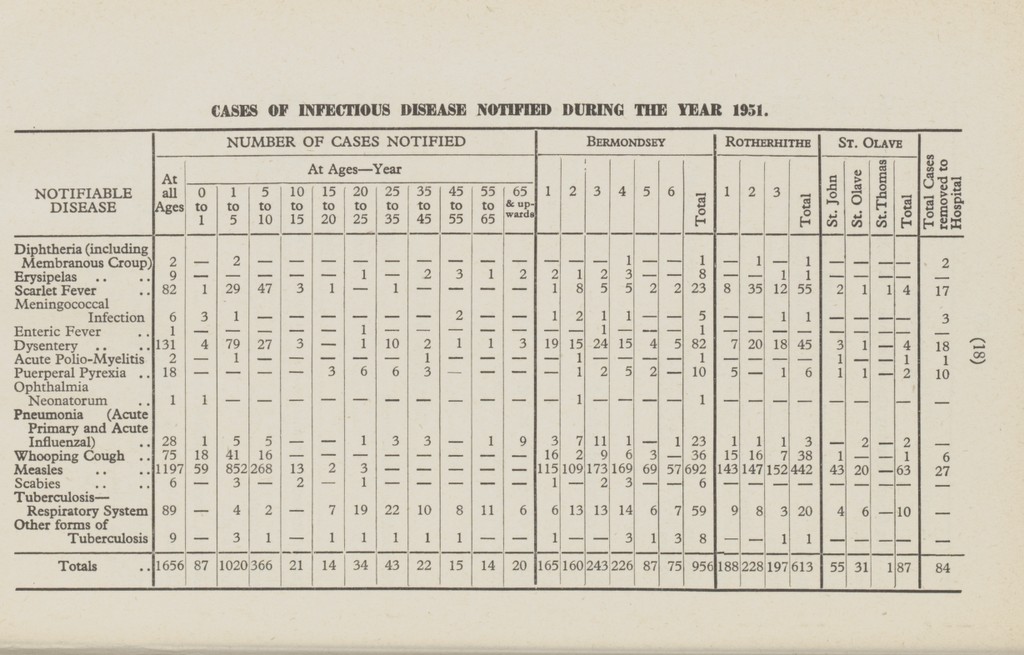 CASES OF INFECTIOUS DISEASE NOTIFIED DURING THE YEAR 1951.
NOTIFIABLE DISEASE | NUMBER OF CASES NOTIFIED | BERMONDSEY | ROTHERHITHE | ST. OLAVE | Total Cases removed to Hospital
At all Ages | At Ages—Year
0 to 1 | 1 to 5 | 5 to 10 | 10 to 15 | 15 to 20 | 20 to 25 | 25 to 35 | 35 to 45 | 45 to 55 | 55 to 65 | 65 & upwards | 1 | 2 | 3 | 4 | 5 | 6 | Total | 1 | 2 | 3 | Total | St. John | St. Olave | St. Thomas | Total
Diphtheria (including
Membranous Croup) 2 — 2 — — — — — — — — — — — — 1 — — 1 — 1 — 1 — — — — 2
Erysipelas .. .. 9 — — — — — 1 — 2 3 1 2 2 1 2 3 — — 8 — — 1 1 — — — — —
Scarlet Fever .. 82 1 29 47 3 1 — 1 — — — — 1 8 5 5 2 2 23 8 35 12 55 2 1 1 4 17
Meningococcal
Infection 6 3 1 — — — — — — 2 — — 1 2 1 1 — — 5 — — 1 1 — — — — 3
Enteric Fever .. 1 — — — — — 1 — — — — — — — 1 — — — 1 — — — — — — — — —
Dysentery .. .. 131 4 79 27 3 — 1 10 2 1 1 3 19 15 24 15 4 5 82 7 20 18 45 3 1 — 4 18
Acute Polio-Myelitis 2 — 1 — — — — — 1 — — — — 1 — — — — 1 — — — — 1 — — 1 1
Puerperal Pyrexia .. 18 — — — — 3 6 6 3 — — — — 1 2 5 2 — 10 5 — 1 6 1 1 — 2 10
Ophthalmia
Neonatorum .. 1 1 — — — — — — — — — — — 1 — — — — 1 — — — — — — — — —
Pneumonia (Acute
Primary and Acute
Influenzal) .. 28 1 5 5 — — 1 3 3 — 1 9 3 7 11 1 — 1 23 1 1 1 3 — 2 — 2 —
Whooping Cough .. 75 18 41 16 — — — — — — — — 16 2 9 6 3 — 36 15 16 7 38 1 — — 1 6
Measles .. .. 1197 59 852 268 13 2 3 — — — — — 115 109 173 169 69 57 692 143 147 152 442 43 20 — 63 27
Scabies .. .. 6 — 3 — 2 — 1 — — — — — 1 — 2 3 — — 6 — — — — — — — — —
Tuberculosis—
Respiratory System 89 — 4 2 — 7 19 22 10 8 11 6 6 13 13 14 6 7 59 9 8 3 20 4 6 — 10 —
Other forms of
Tuberculosis 9 — 3 1 — 1 1 1 1 1 — — 1 — — 3 1 3 8 — — 1 1 — — — — —
Totals .. 1656 87 1020 366 21 14 34 43 22 15 14 20 165 160 243 226 87 75 956 188 228 197 613 55 31 1 87 84
(18)